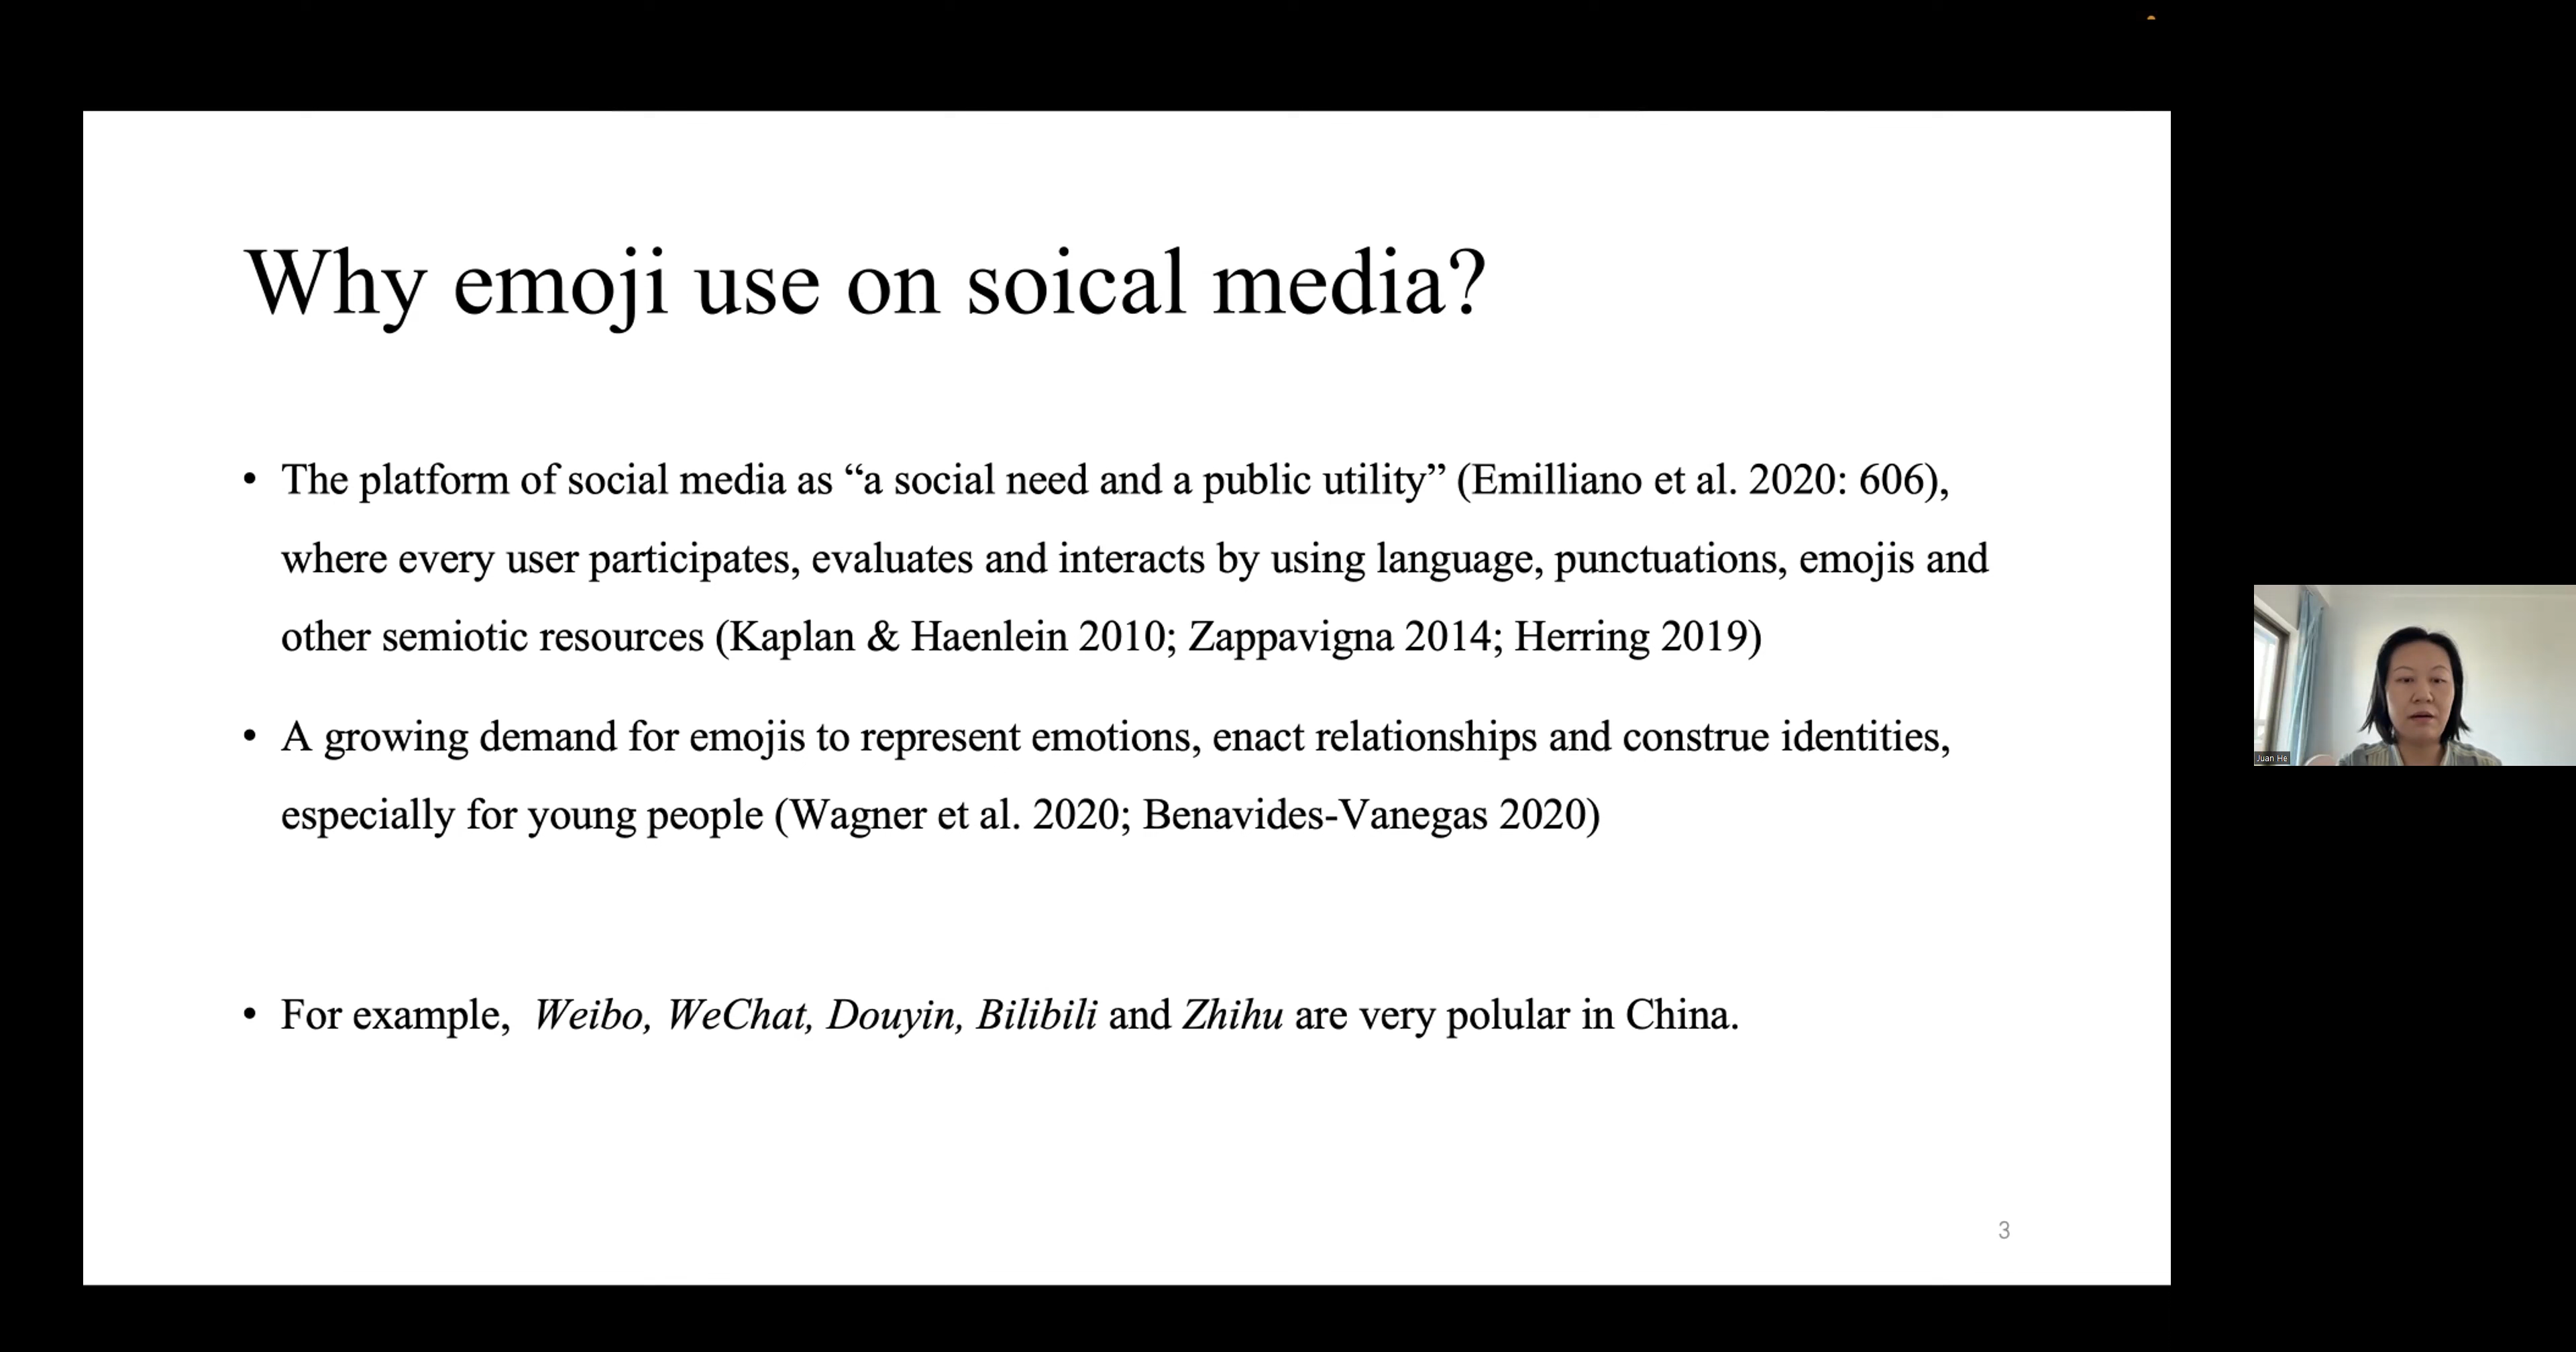 Why emoji use on soical media?
• The platform of social media as “a social need and a public utility” (Emilliano et al. 2020: 606),
where every user participates, evaluates and interacts by using language, punctuations, emojis and
other semiotic resources (Kaplan & Haenlein 2010; Zappavigna 2014; Herring 2019)
• A growing demand for emojis to represent emotions, enact relationships and construe identities,
especially for young people (Wagner et al. 2020; Benavides-Vanegas 2020)
• For example, Weibo, WeChat, Douyin, Bilibili and Zhihu are very polular in China.
3
Juan He